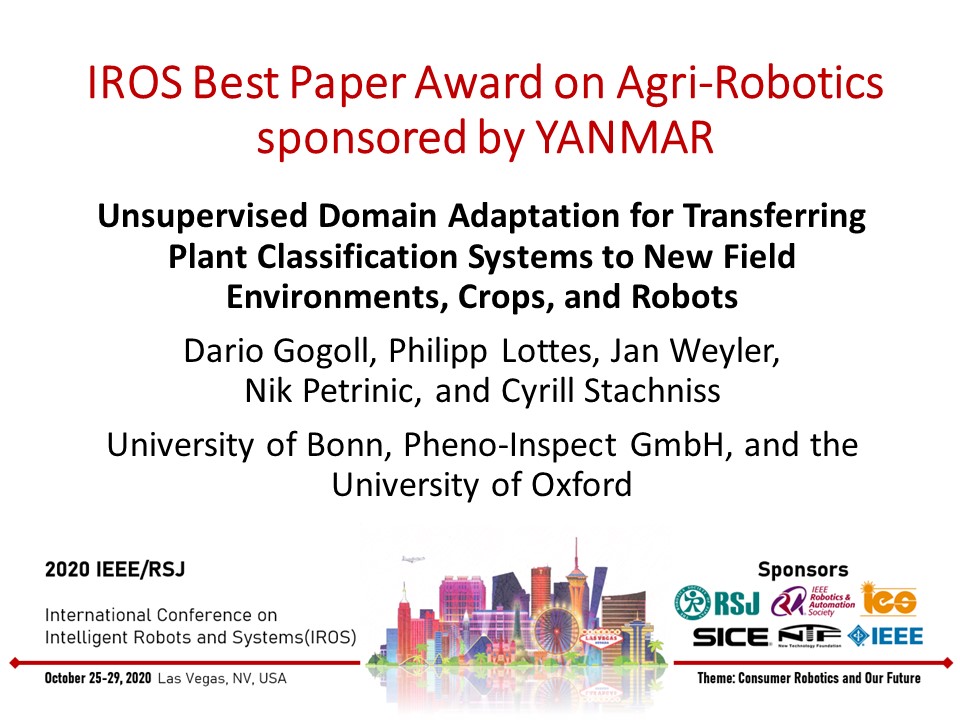 IROS Best Paper Award on Agri-Robotics
sponsored by YANMAR
Unsupervised Domain Adaptation for Transferring
Plant Classification Systems to New Field
Environments, Crops, and Robots
Dario Gogoll, Philipp Lottes, Jan Weyler,
Nik Petrinic, and Cyrill Stachniss
University of Bonn, Pheno-Inspect GmbH, and the
University of Oxford
2020 IEEE/RSJ
International Conference on
Intelligent Robots and Systems(IROS)
October 25-29, 2020 Las Vegas, NV, USA
LAS VEGAS
Sponsors
RSJ
IEEE
Robotics &
Automation
Society
ies
SICE
NTF
New Technology Foundation
IEEE
Theme: Consumer Robotics and Our Future